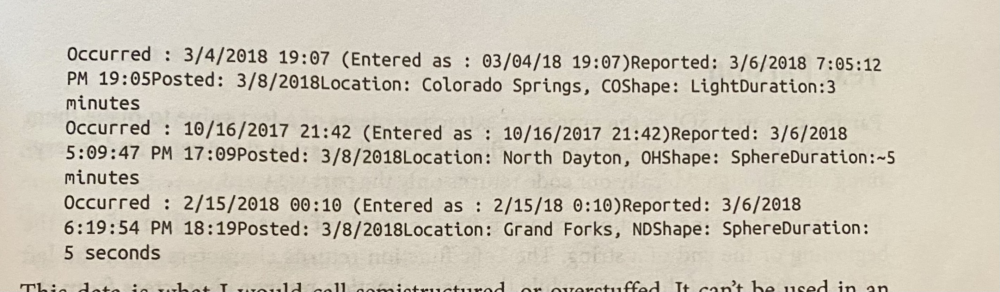 Occurred : 3/4/2018 19:07 (Entered as : 03/04/18 19:07)Reported: 3/6/2018 7:05:12
PM 19:05Posted: 3/8/2018Location: Colorado Springs, COShape: LightDuration:3
minutes
Occurred : 10/16/2017 21:42 (Entered as : 10/16/2017 21:42)Reported: 3/6/2018
5:09:47 PM 17:09Posted: 3/8/2018Location: North Dayton, OHShape: SphereDuration:~5
minutes
Occurred : 2/15/2018 00:10 (Entered as : 2/15/18 0:10)Reported: 3/6/2018
6:19:54 PM 18:19Posted: 3/8/2018Location: Grand Forks, NDShape: SphereDuration:
5 seconds
This data is what I would call semistructured, or overstuffed. It can't be used in an